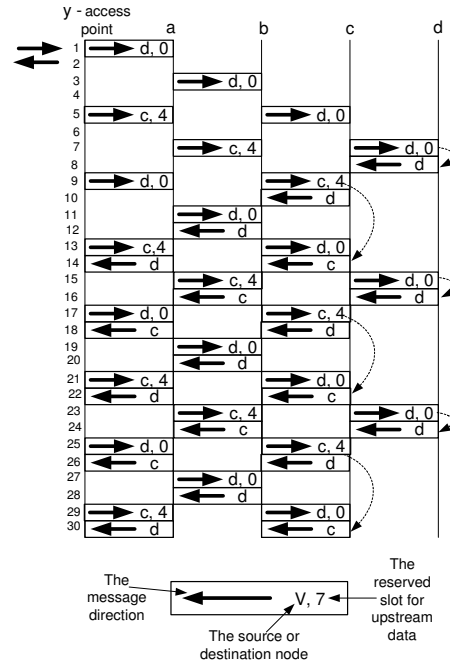 y - access point a b c d
1 d, 0
2
3 d, 0
4
5 c, 4 d, 0
6
7 c, 4 d, 0
8 d
9 d, 0 c, 4
10 d
11 d, 0
12 d
13 c,4 d, 0
14 d c
15 c, 4 d, 0
16 c d
17 d, 0 c, 4
18 c d
19 d, 0
20 d
21 c, 4 d, 0
22 d c
23 c, 4 d, 0
24 c d
25 d, 0 c, 4
26 c d
27 d, 0
28 d
29 c, 4 d, 0
30 d c
The message direction
V, 7
The source or destination node
The reserved slot for upstream data